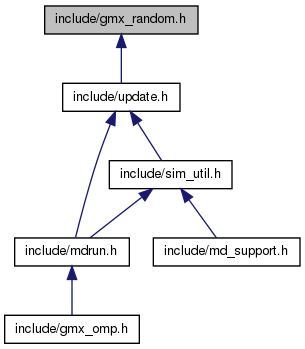 include/gmx_random.h
include/update.h
include/sim_util.h
include/mdrun.h
include/md_support.h
include/gmx_omp.h